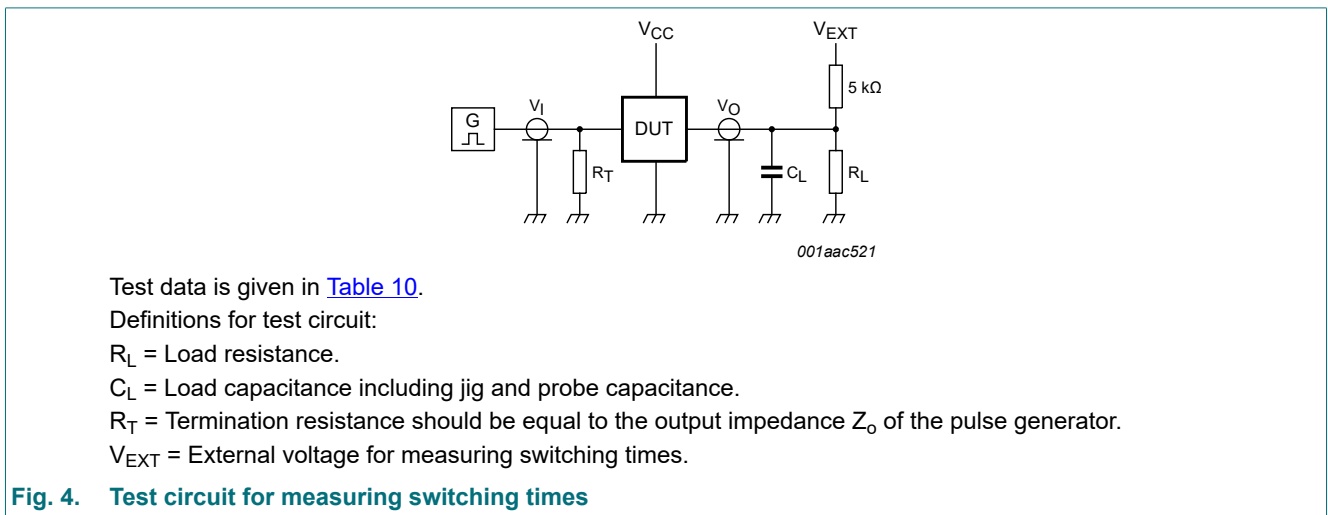 VCC VEXT
5 kΩ
G VI DUT VO
RT CL RL
001aac521
Test data is given in Table 10.
Definitions for test circuit:
RL = Load resistance.
CL = Load capacitance including jig and probe capacitance.
RT = Termination resistance should be equal to the output impedance Zo of the pulse generator.
VEXT = External voltage for measuring switching times.
Fig. 4. Test circuit for measuring switching times